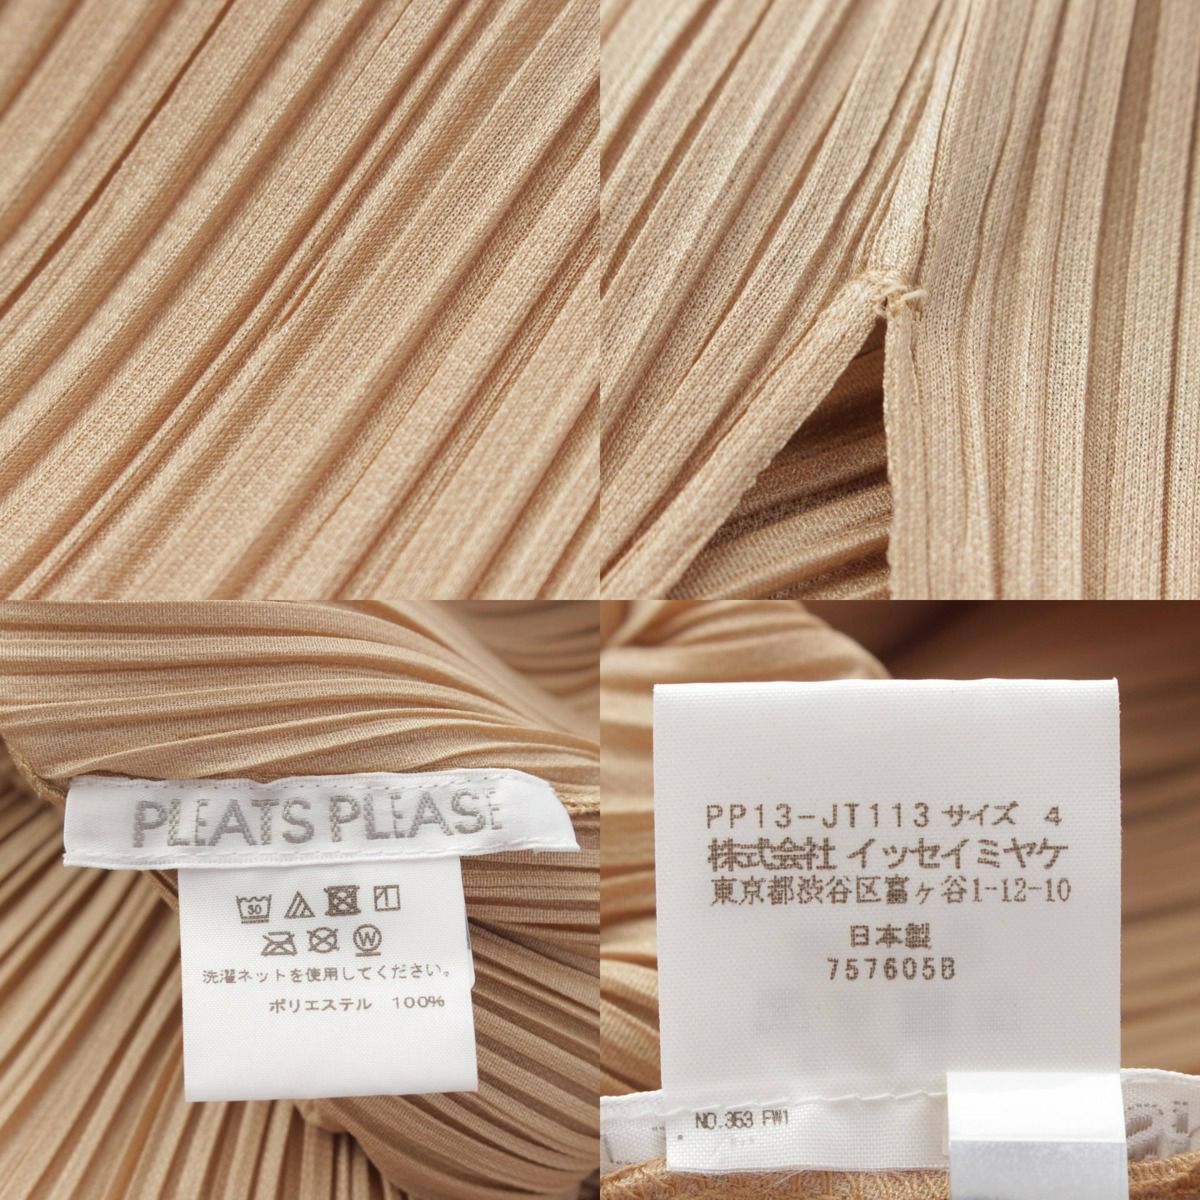 PLEATS PLEASE
30
W
洗濯ネットを使用してください。
ポリエステル 100%
PP13-JT113 サイズ 4
株式会社 イッセイミヤケ
東京都渋谷区富ヶ谷1-12-10
日本製
757605B
NO.353 FW1